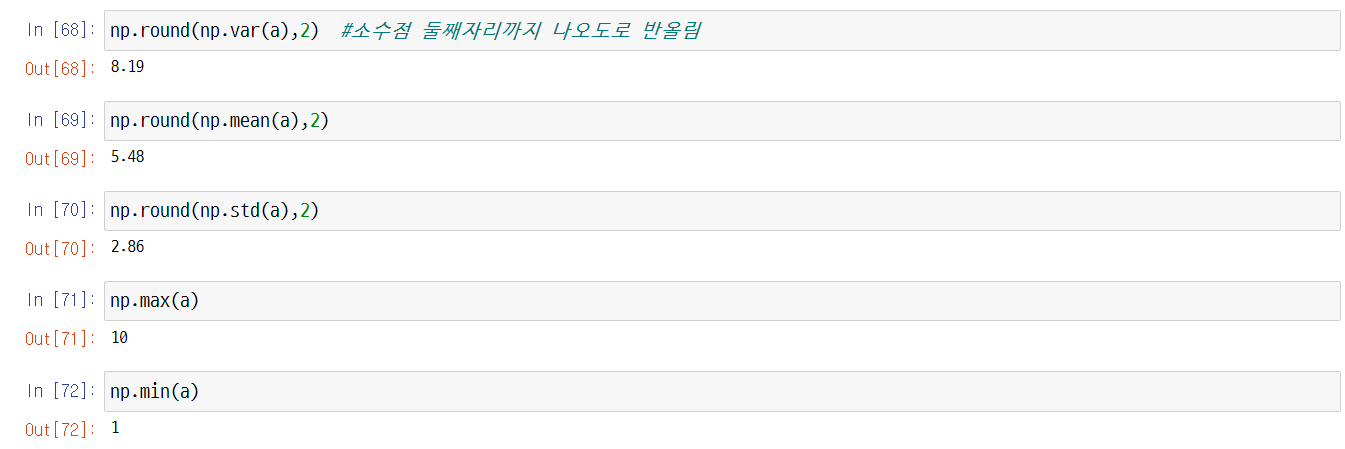 In [68]: np.round(np.var(a),2) #소수점 둘째자리까지 나오도로 반올림
Out[68]: 8.19
In [69]: np.round(np.mean(a),2)
Out[69]: 5.48
In [70]: np.round(np.std(a),2)
Out[70]: 2.86
In [71]: np.max(a)
Out[71]: 10
In [72]: np.min(a)
Out[72]: 1